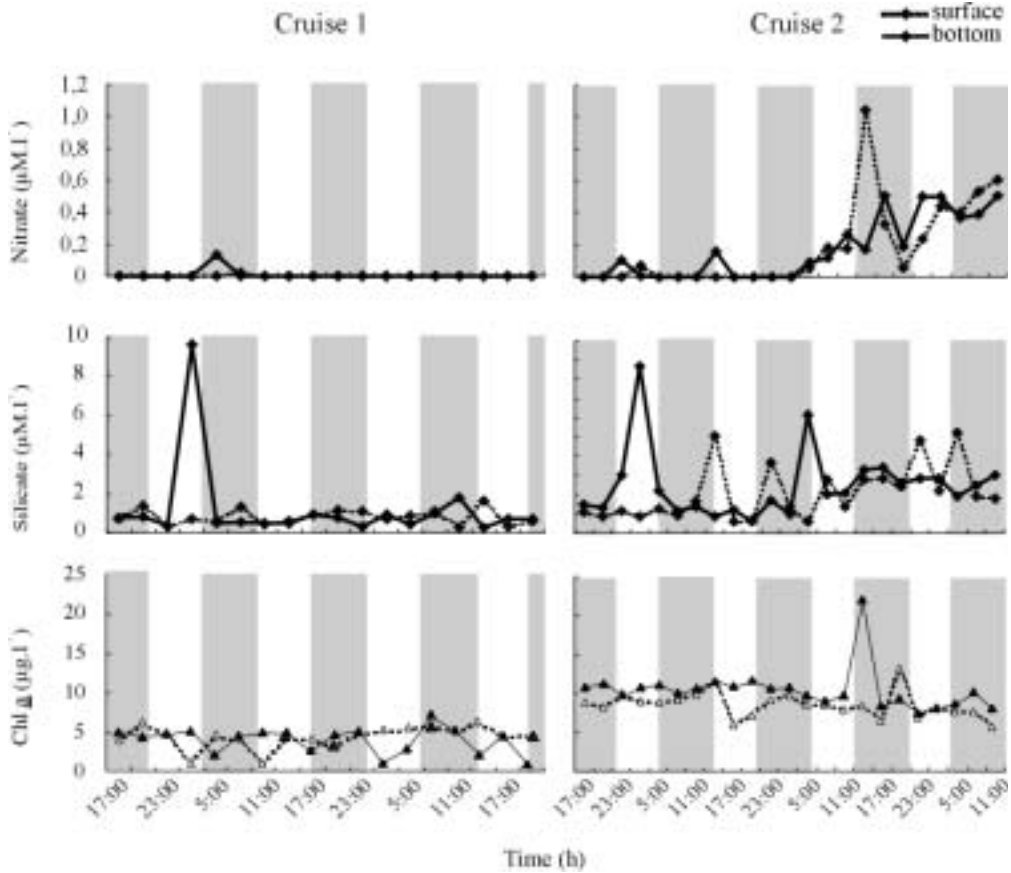 Cruise 1
Cruise 2
surface
bottom
Nitrate (µM.l⁻)
1,2
1,0
0,8
0,6
0,4
0,2
0
Silicate (µM.l⁻)
10
8
6
4
2
0
Chl a (µg.l⁻)
25
20
15
10
5
0
17:00 23:00 5:00 11:00 17:00 23:00 5:00 11:00 17:00
17:00 23:00 5:00 11:00 17:00 23:00 5:00 11:00 17:00 23:00 5:00 11:00
Time (h)